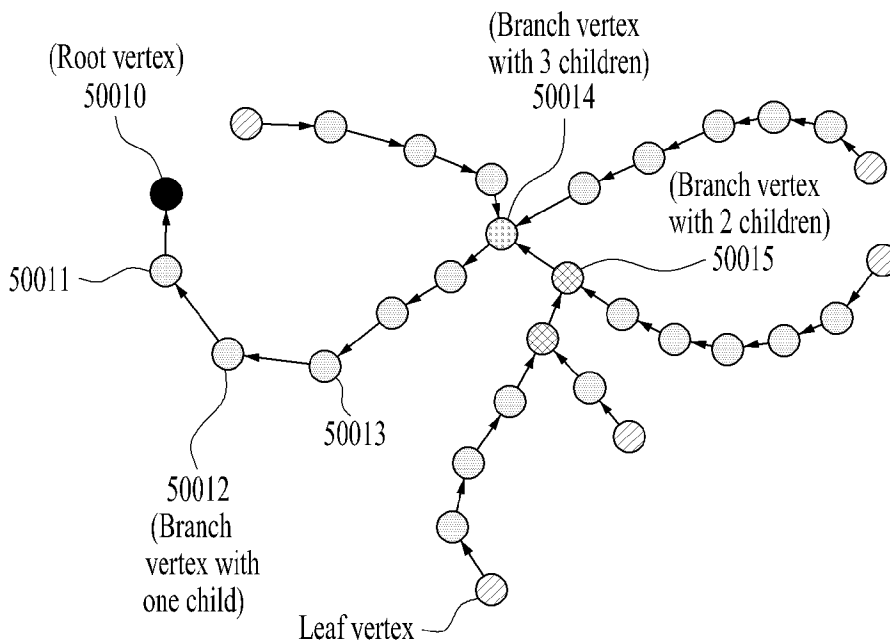 (Root vertex)
50010
(Branch vertex
with 3 children)
50014
(Branch vertex
with 2 children)
50015
50011
50013
50012
(Branch
vertex with
one child)
Leaf vertex